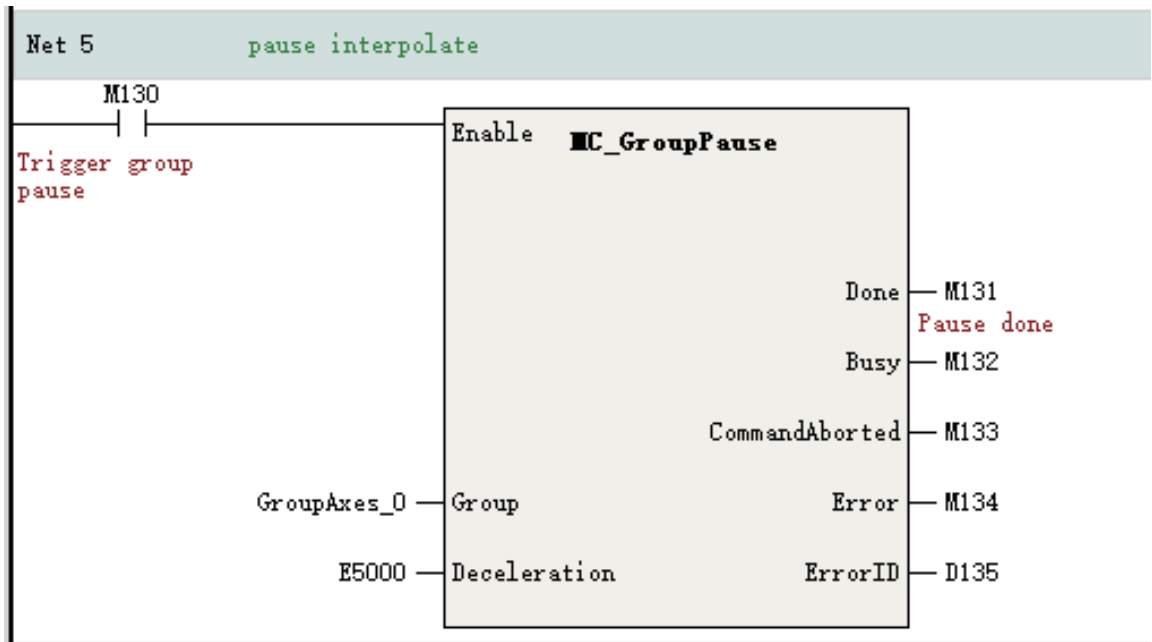 Net 5 pause interpolate
M130
Enable MC_GroupPause
Trigger group
pause
Done M131
Pause done
Busy M132
CommandAborted M133
GroupAxes_0 Group Error M134
E5000 Deceleration ErrorID D135